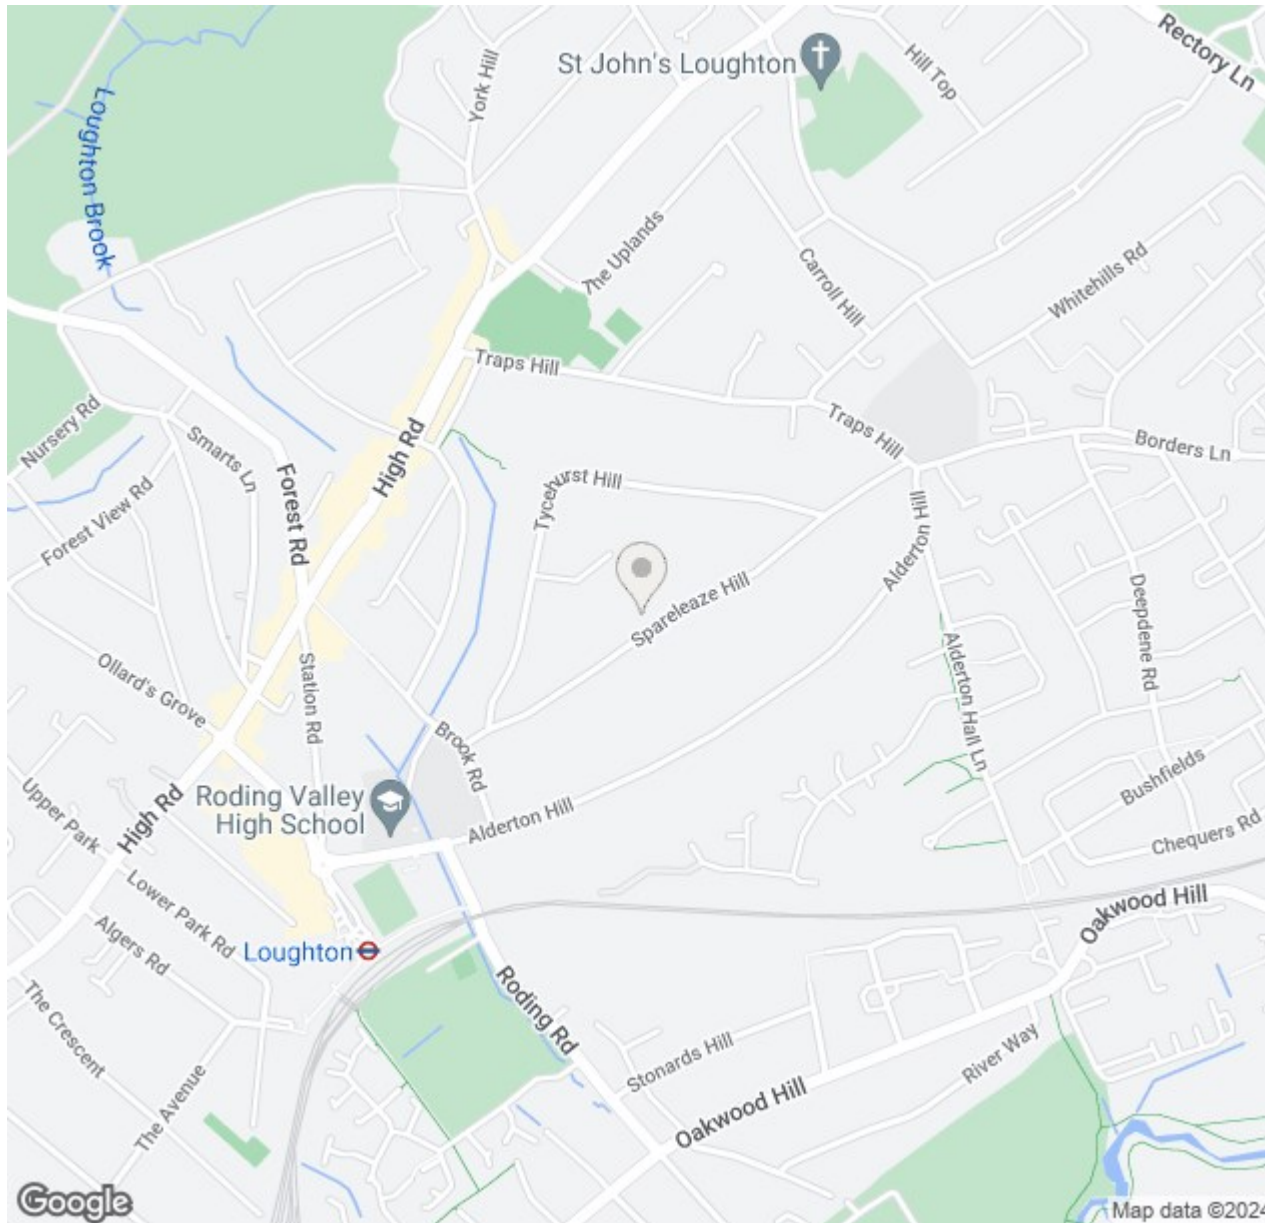 Rectory Ln
York Hill
St John's Loughton
Hill Top
Loughton Brook
The Uplands
Carroll Hill
Whitehills Rd
Traps Hill
Traps Hill
Borders Ln
Nursery Rd
Smarts Ln
High Rd
Forest View Rd
Forest Rd
Tycehurst Hill
Alderton Hill
Spareleaze Hill
Deepdene Rd
Ollard's Grove
Station Rd
Alderton Hall Ln
Brook Rd
Bushfields
Roding Valley
High School
Upper Park
High Rd
Alderton Hill
Chequers Rd
Lower Park Rd
Algers Rd
Oakwood Hill
Loughton
The Crescent
Roding Rd
Stonards Hill
River Way
The Avenue
Oakwood Hill
Google
Map data ©2024